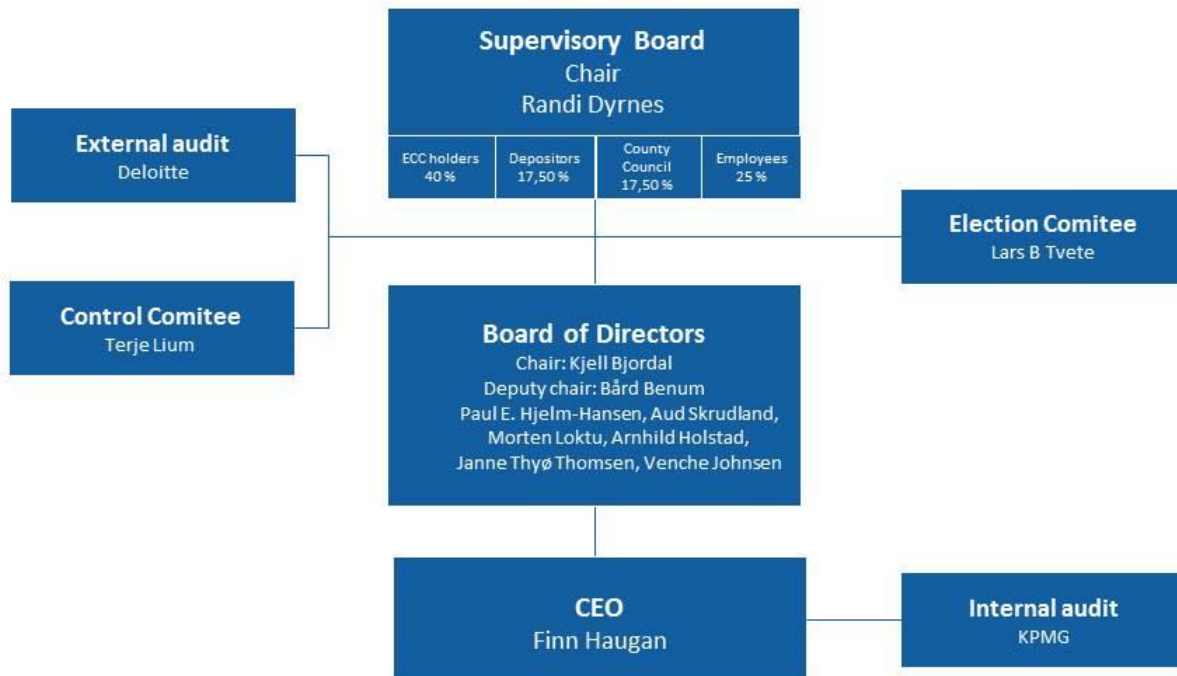 Supervisory Board
Chair
Randi Dyrnes
ECC holders
40 %
Depositors
17,50 %
County
Council
17,50 %
Employees
25 %
External audit
Deloitte
Election Comitee
Lars B Tvete
Control Comitee
Terje Lium
Board of Directors
Chair: Kjell Bjordal
Deputy chair: Bård Benum
Paul E. Hjelm-Hansen, Aud Skrudland,
Morten Loktu, Arnhild Holstad,
Janne Thyø Thomsen, Venche Johnsen
CEO
Finn Haugan
Internal audit
KPMG